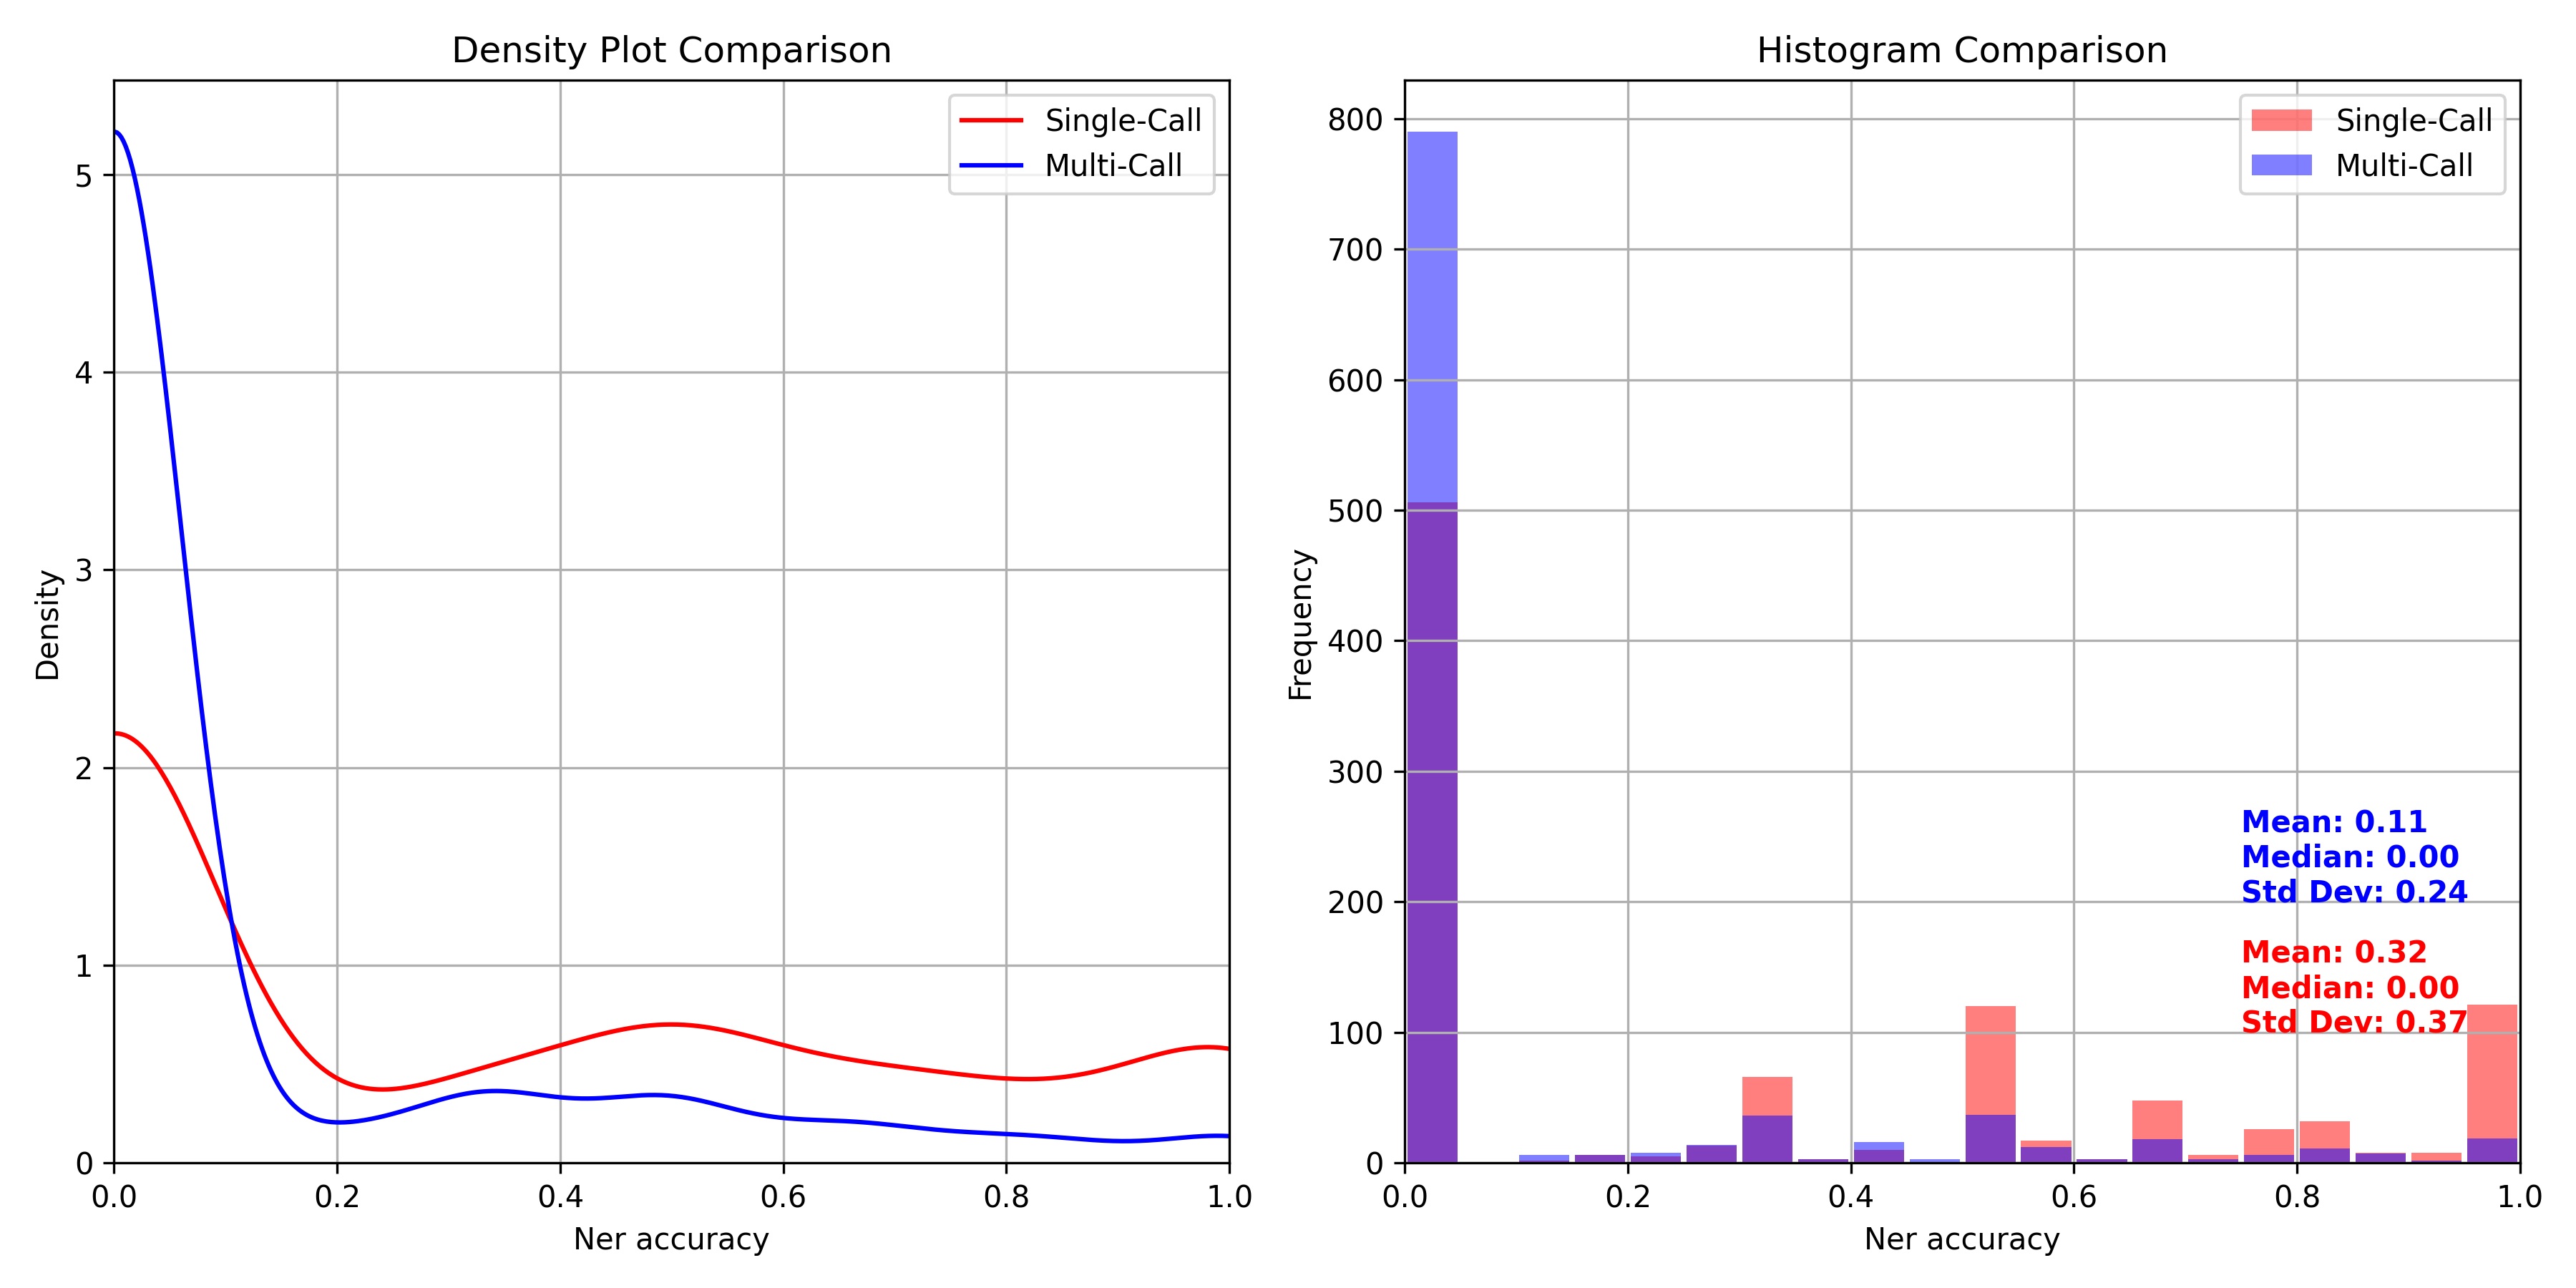 Density Plot Comparison
Single-Call
Multi-Call
5
4
3
2
1
0
Density
0.0 0.2 0.4 0.6 0.8 1.0
Ner accuracy
Histogram Comparison
Single-Call
Multi-Call
800
700
600
500
400
300
200
100
0
Frequency
Mean: 0.11
Median: 0.00
Std Dev: 0.24
Mean: 0.32
Median: 0.00
Std Dev: 0.37
0.0 0.2 0.4 0.6 0.8 1.0
Ner accuracy